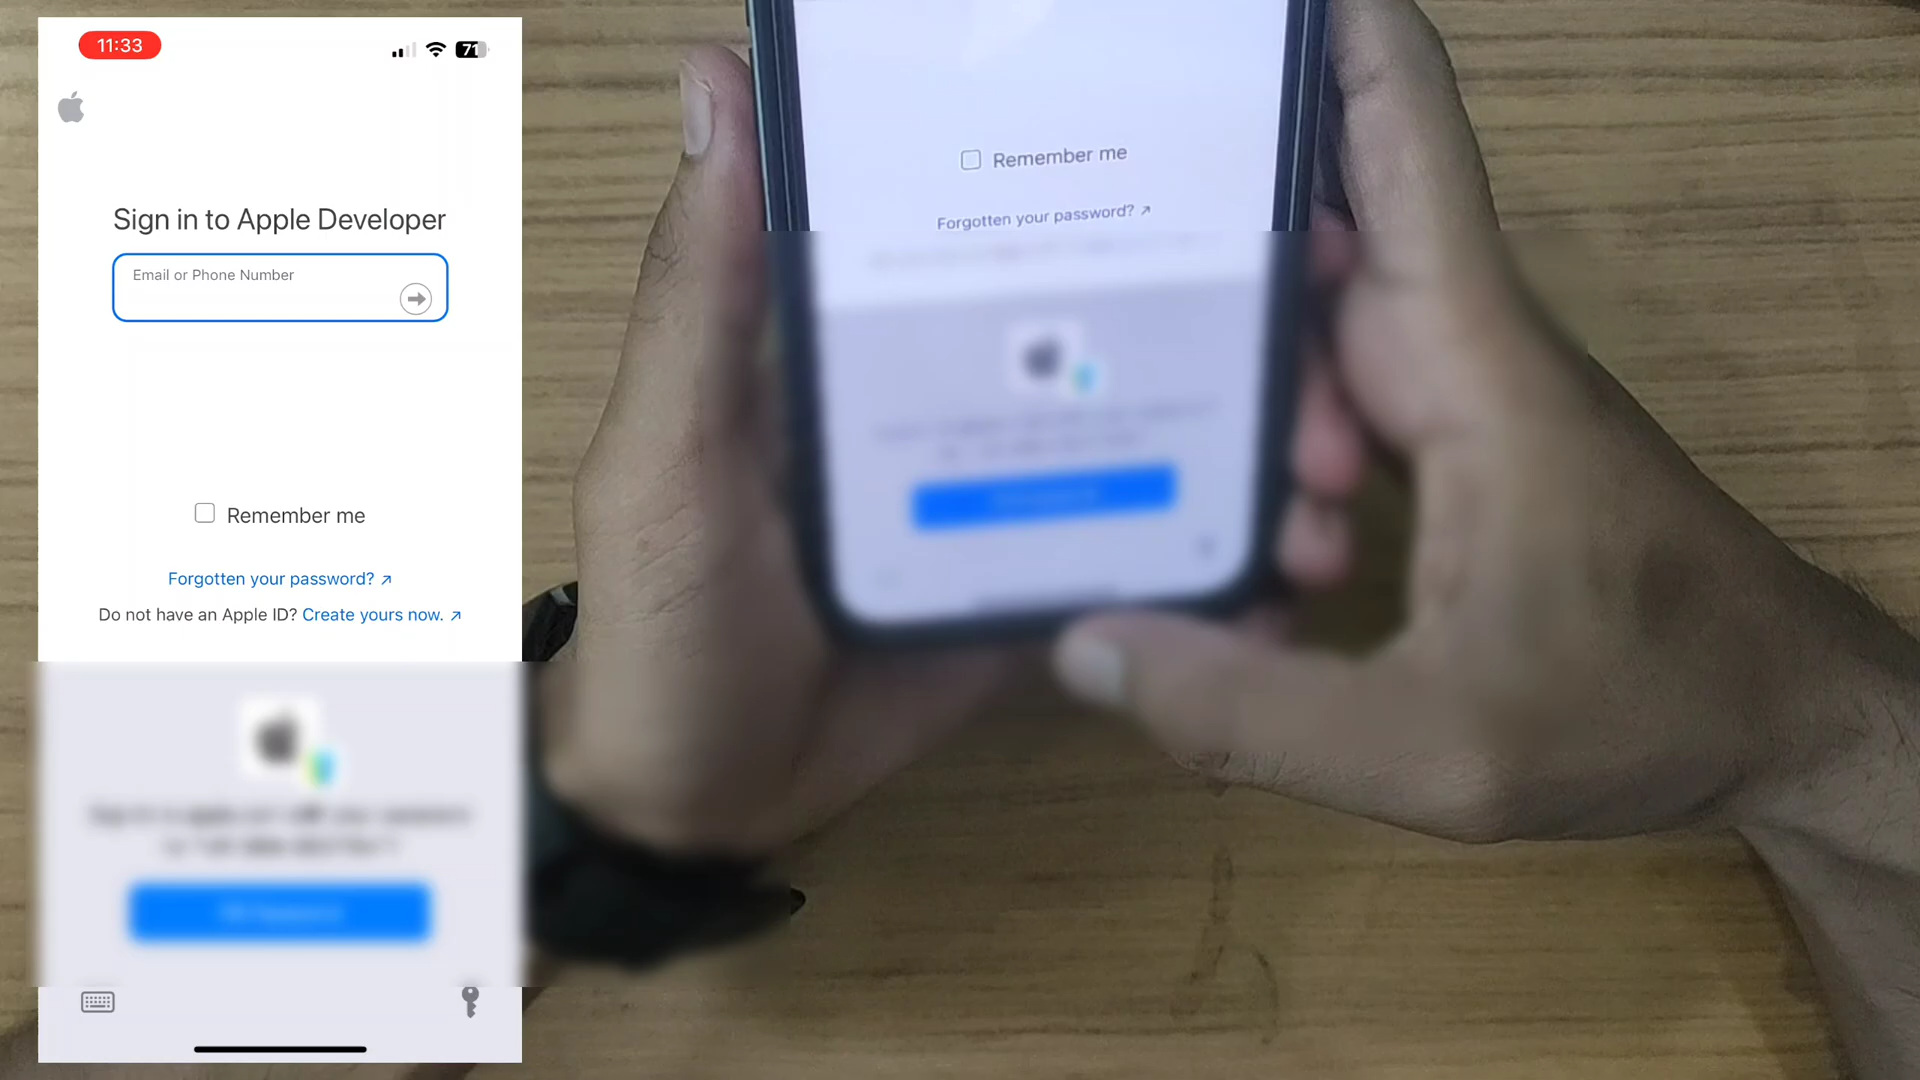 11:33
71
Sign in to Apple Developer
Email or Phone Number
Remember me
Forgotten your password? ↗
Do not have an Apple ID? Create yours now. ↗
Remember me
Forgotten your password? ↗